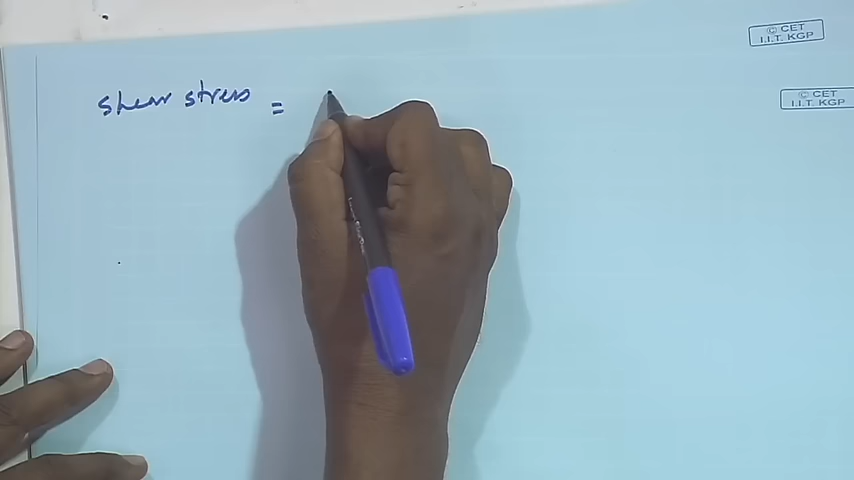 © CET
I.I.T. KGP
shear stress =
© CET
I.I.T. KGP